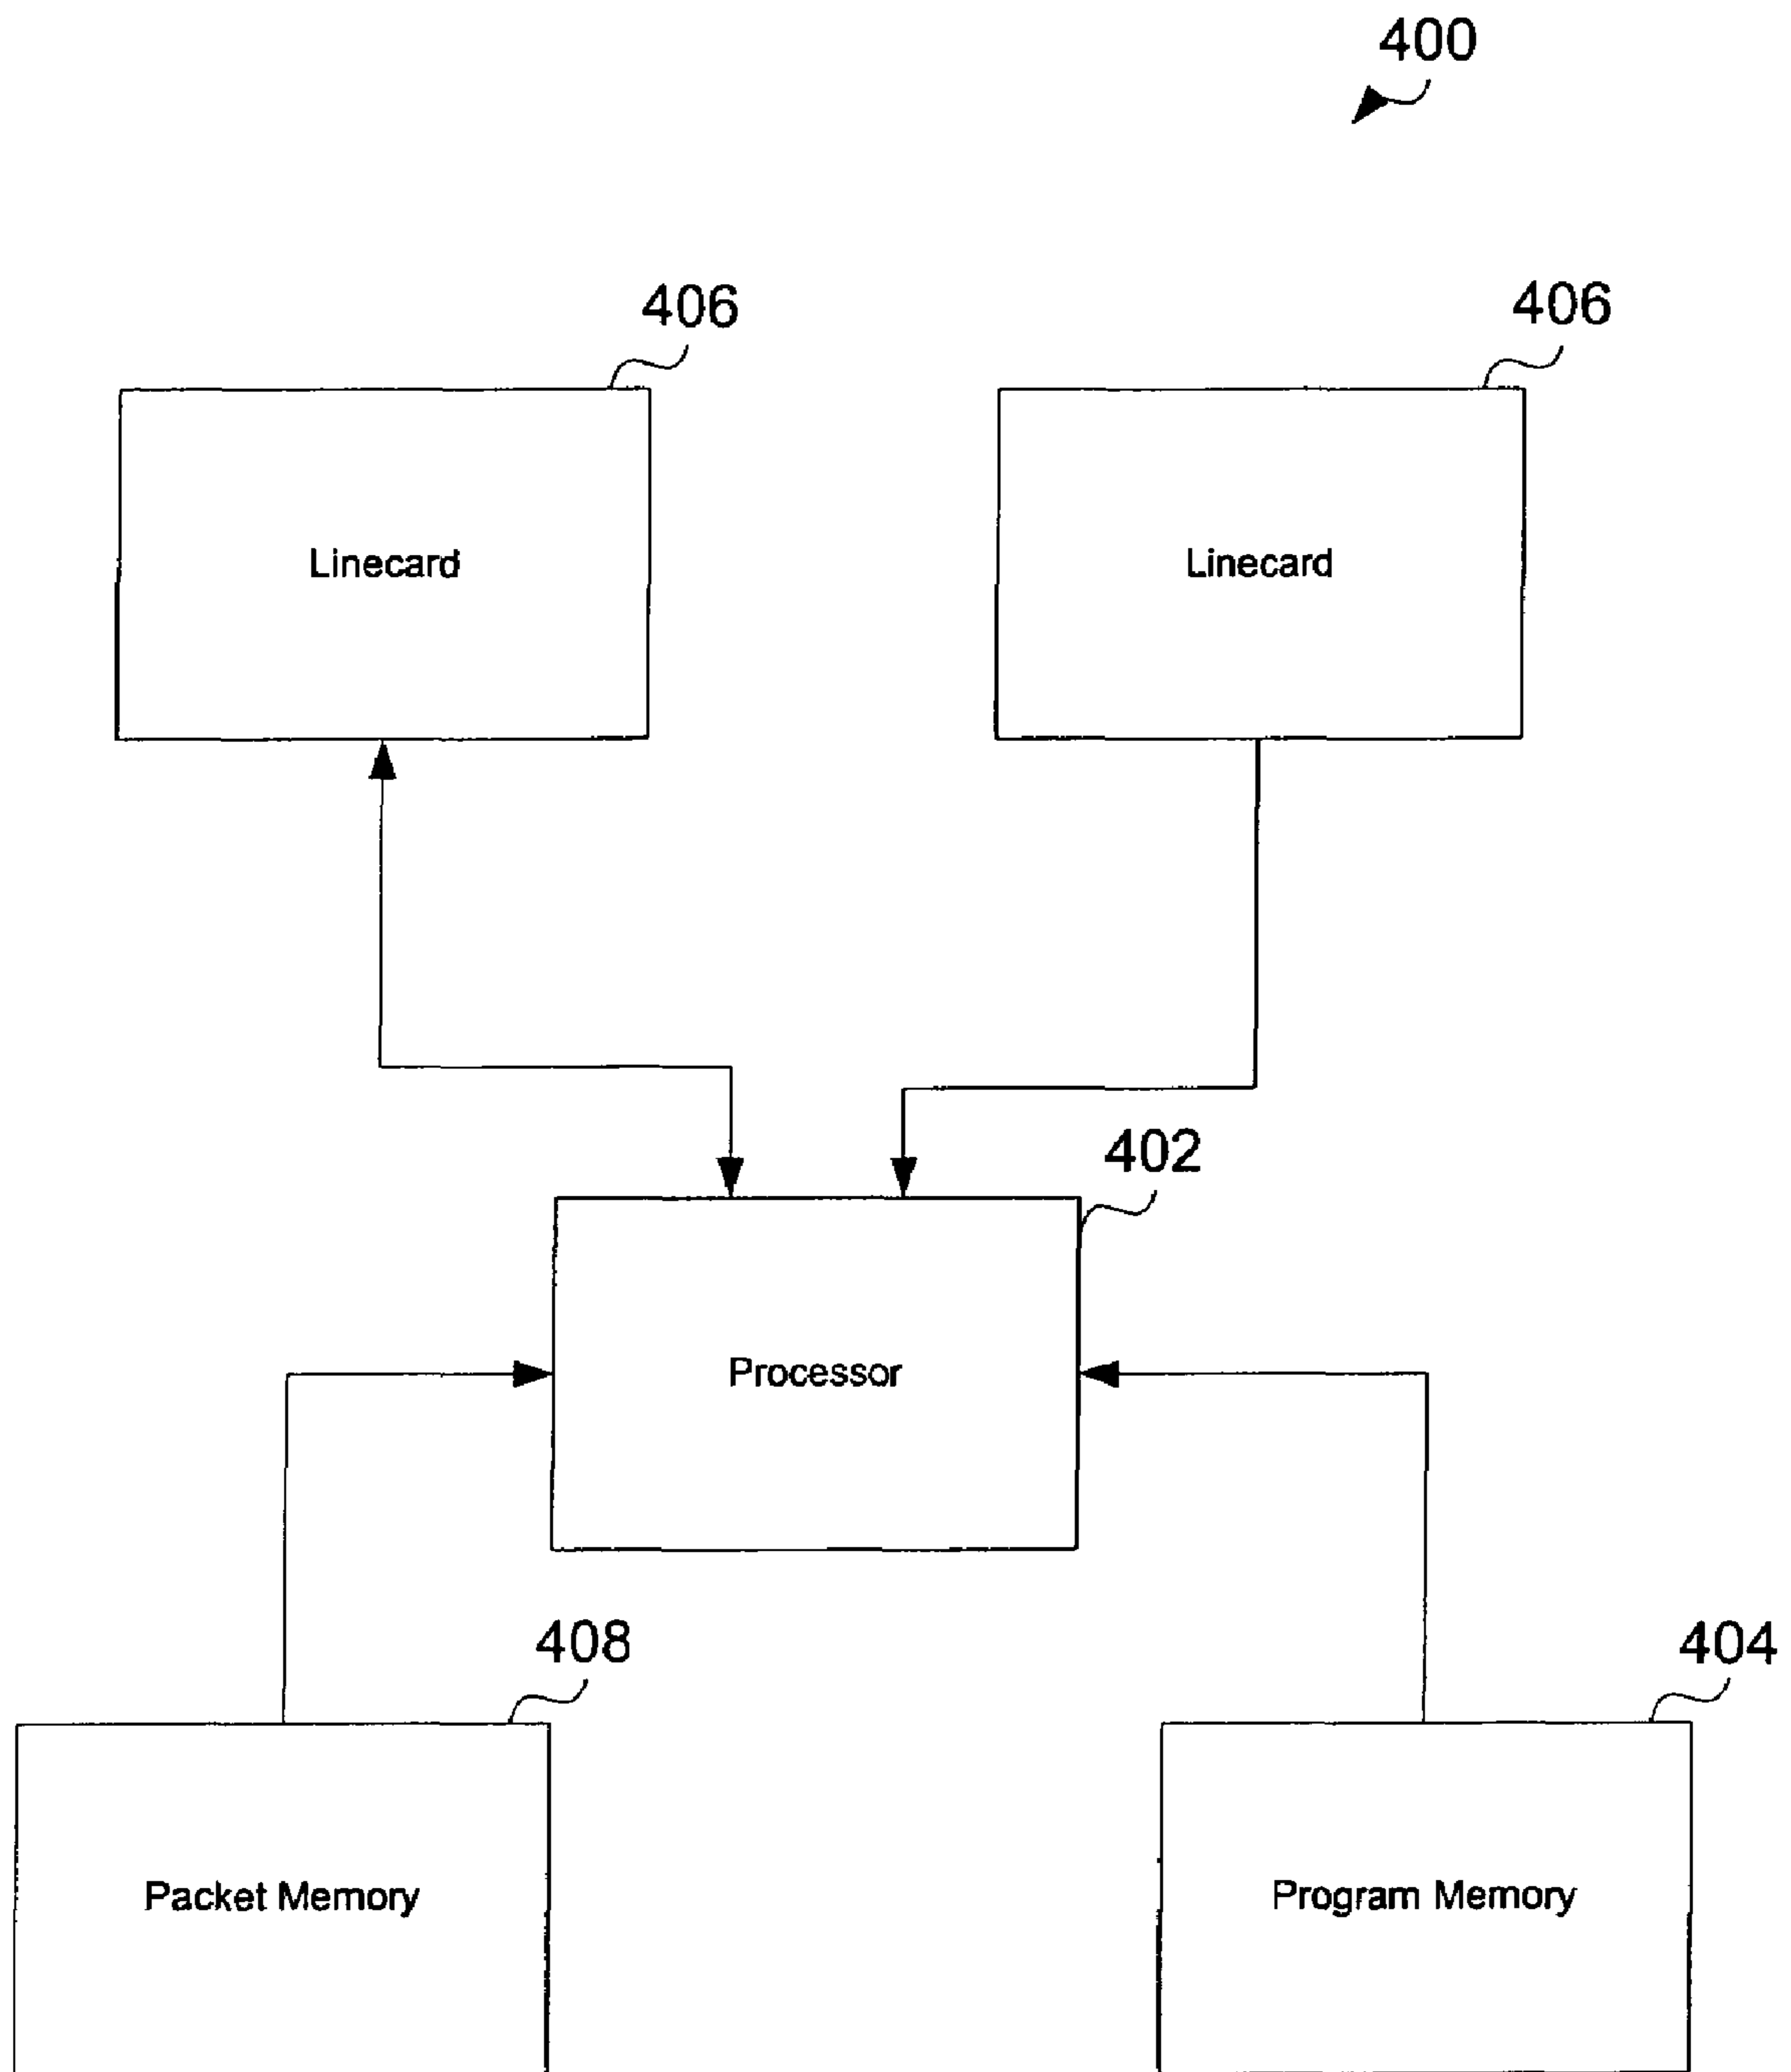 400
406
406
Linecard
Linecard
402
Processor
408
404
Packet Memory
Program Memory